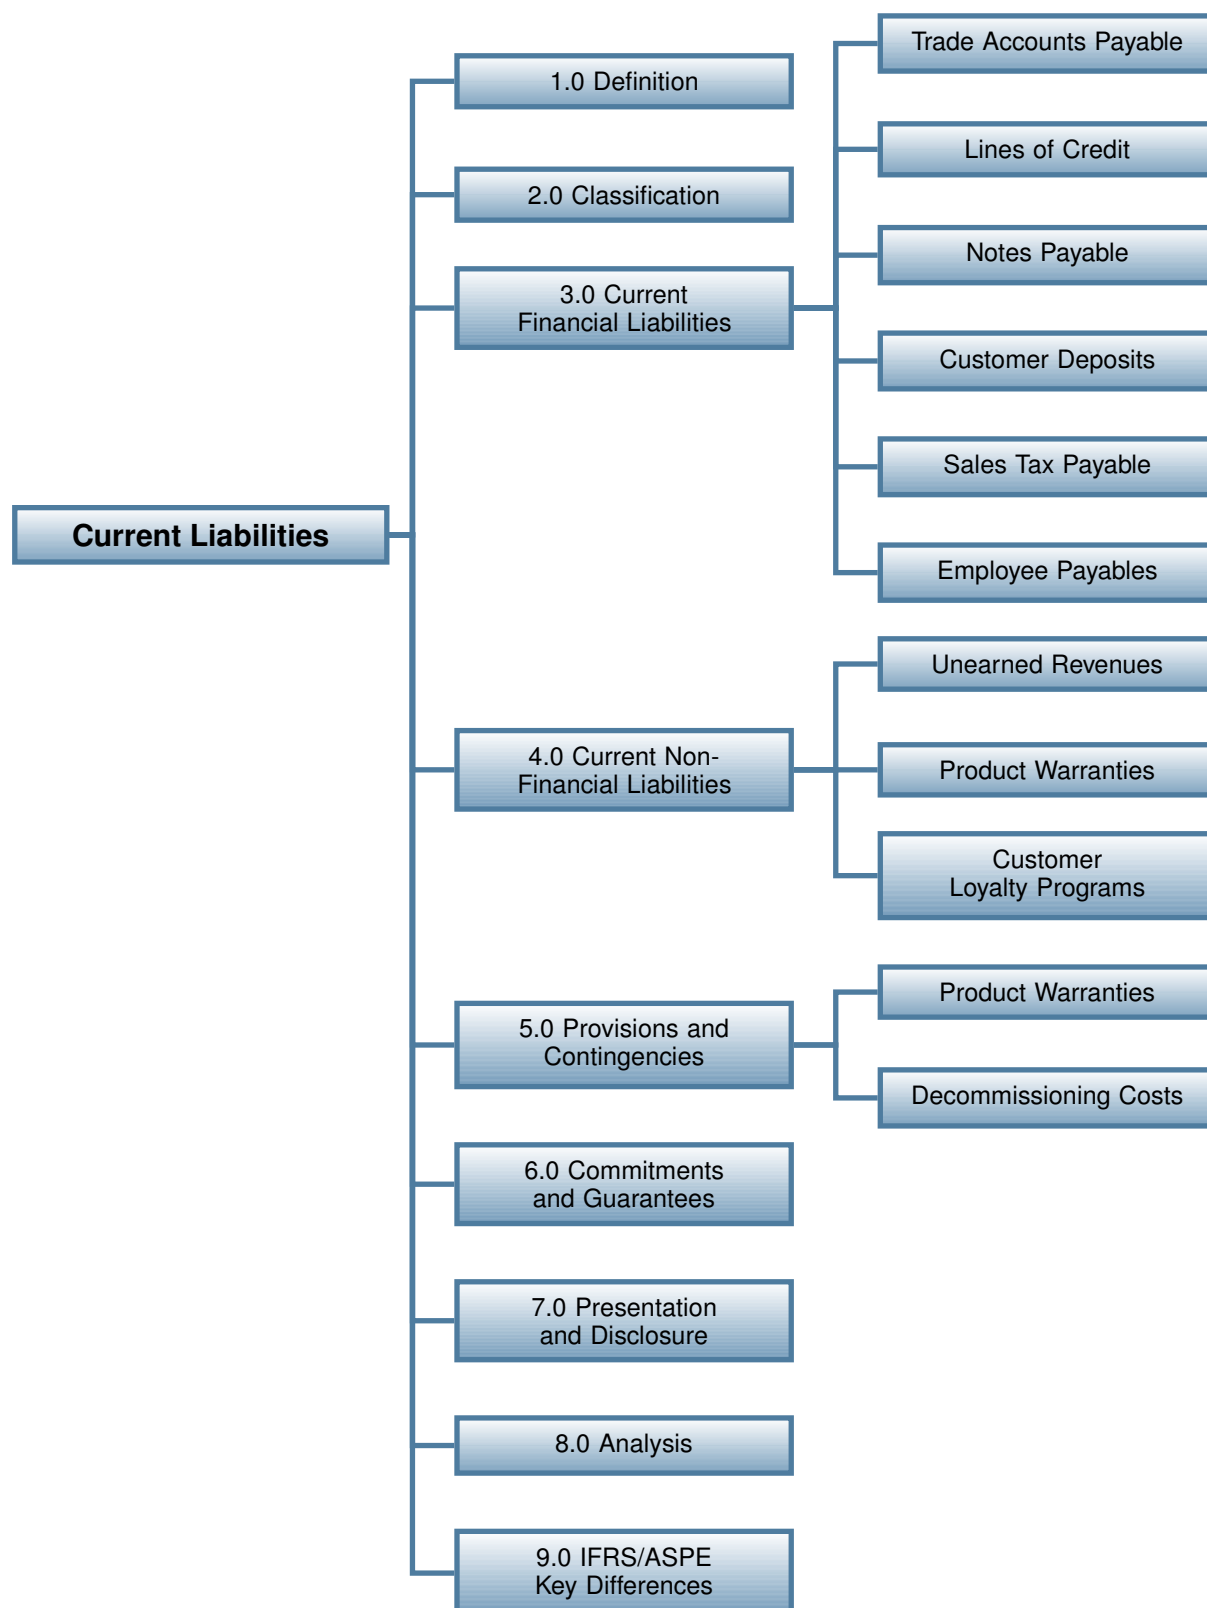 Current Liabilities
1.0 Definition
2.0 Classification
3.0 Current
Financial Liabilities
Trade Accounts Payable
Lines of Credit
Notes Payable
Customer Deposits
Sales Tax Payable
Employee Payables
4.0 Current Non-
Financial Liabilities
Unearned Revenues
Product Warranties
Customer
Loyalty Programs
5.0 Provisions and
Contingencies
Product Warranties
Decommissioning Costs
6.0 Commitments
and Guarantees
7.0 Presentation
and Disclosure
8.0 Analysis
9.0 IFRS/ASPE
Key Differences